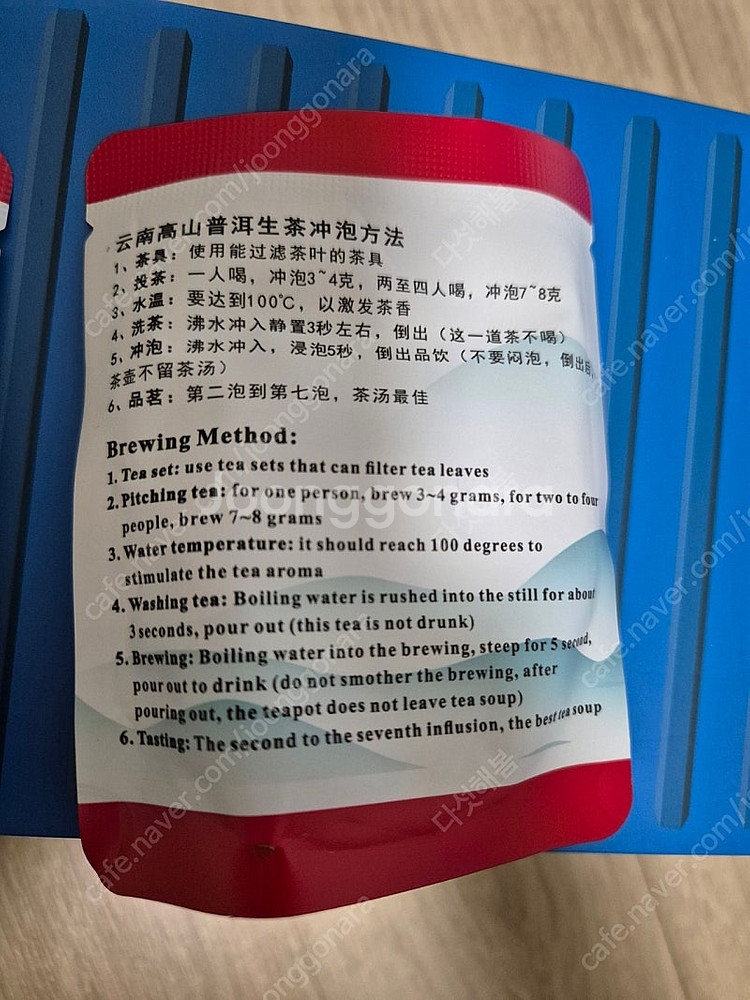 云南高山普洱生茶冲泡方法
1、茶具：使用能过滤茶叶的茶具
2、投茶：一人喝，冲泡3~4克，两至四人喝，冲泡7~8克
3、水温：要达到100℃，以激发茶香
4、洗茶：沸水冲入静置3秒左右，倒出（这一道茶不喝）
5、冲泡：沸水冲入，浸泡5秒，倒出品饮（不要闷泡，倒出后，
茶壶不留茶汤）
6、品茗：第二泡到第七泡，茶汤最佳
Brewing Method:
1. Tea set: use tea sets that can filter tea leaves
2. Pitching tea: for one person, brew 3~4 grams, for two to four
people, brew 7~8 grams
3. Water temperature: it should reach 100 degrees to
stimulate the tea aroma
4. Washing tea: Boiling water is rushed into the still for about
3 seconds, pour out (this tea is not drunk)
5. Brewing: Boiling water into the brewing, steep for 5 second,
pour out to drink (do not smother the brewing, after
pouring out, the teapot does not leave tea soup)
6. Tasting: The second to the seventh influsion, the best tea soup
Joonggonara
cafe.naver.com/joonggonara
다섯해봄